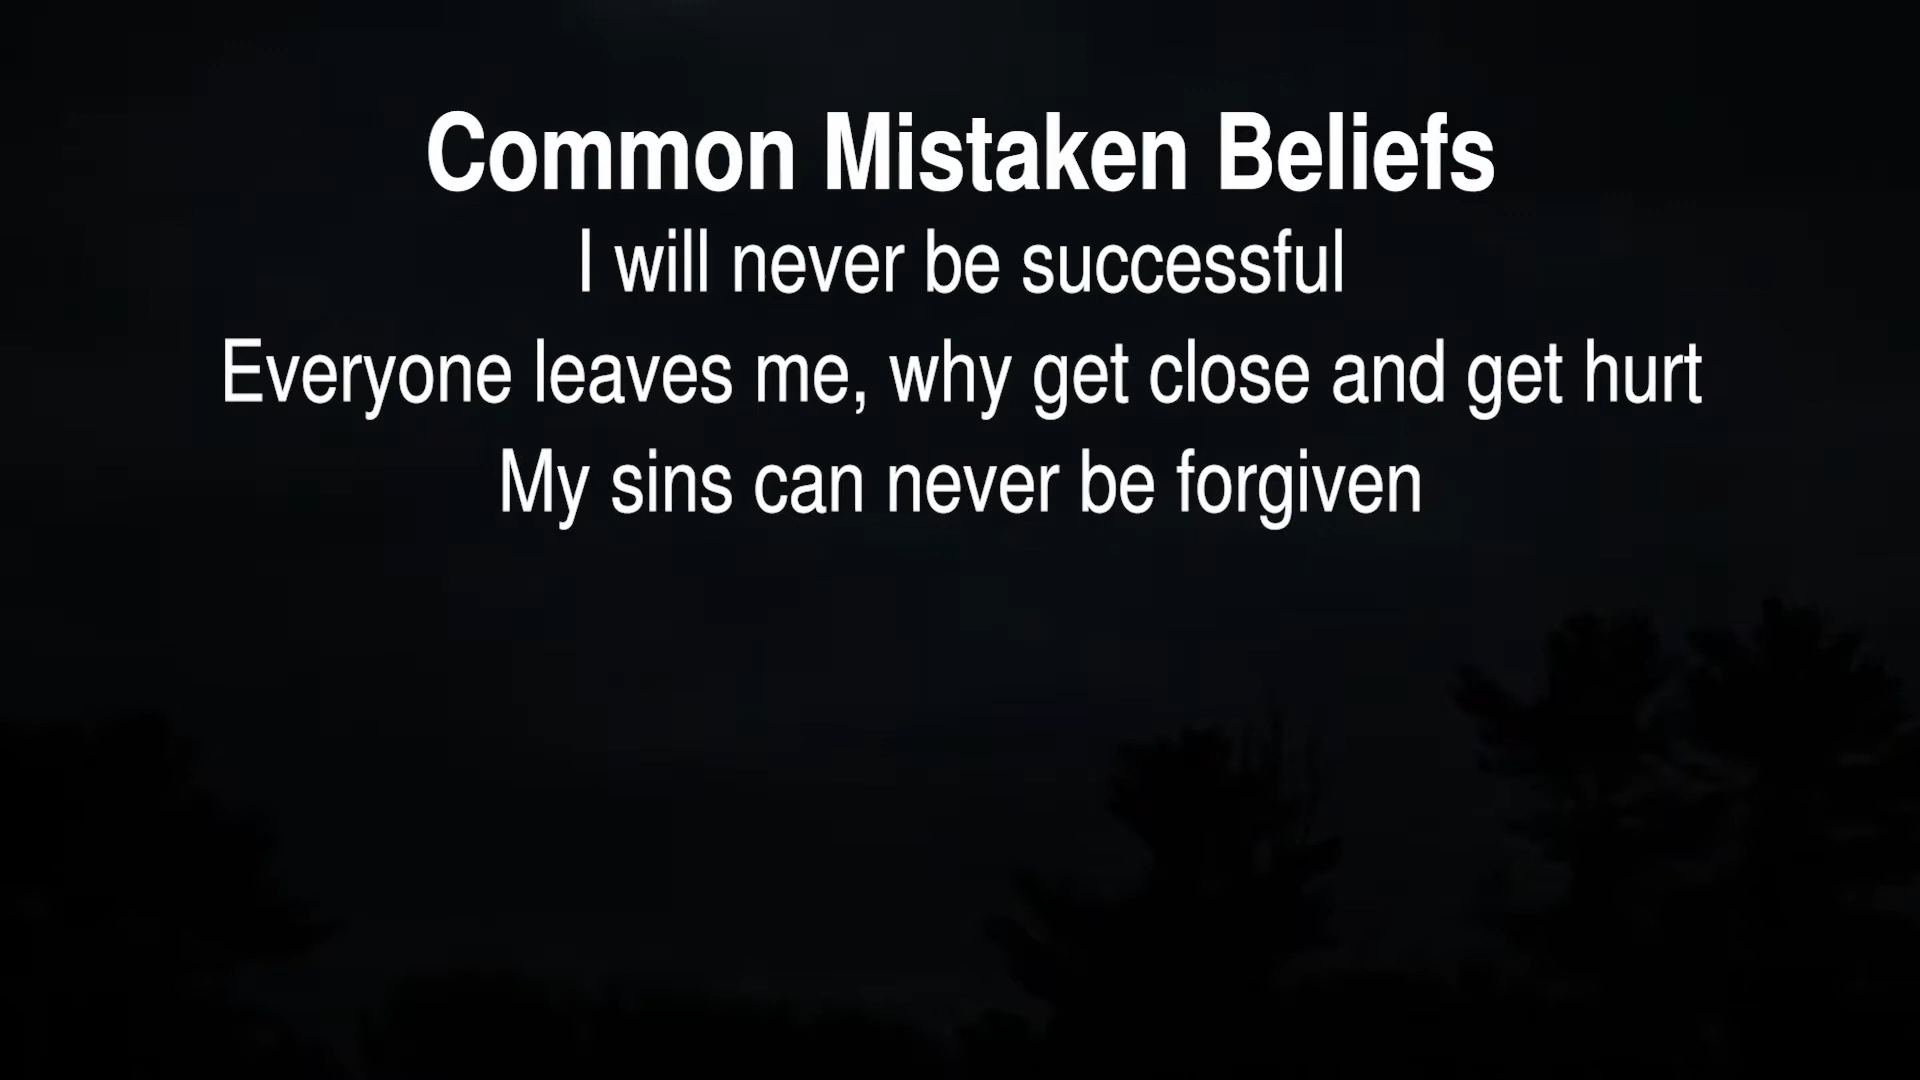 Common Mistaken Beliefs
I will never be successful
Everyone leaves me, why get close and get hurt
My sins can never be forgiven